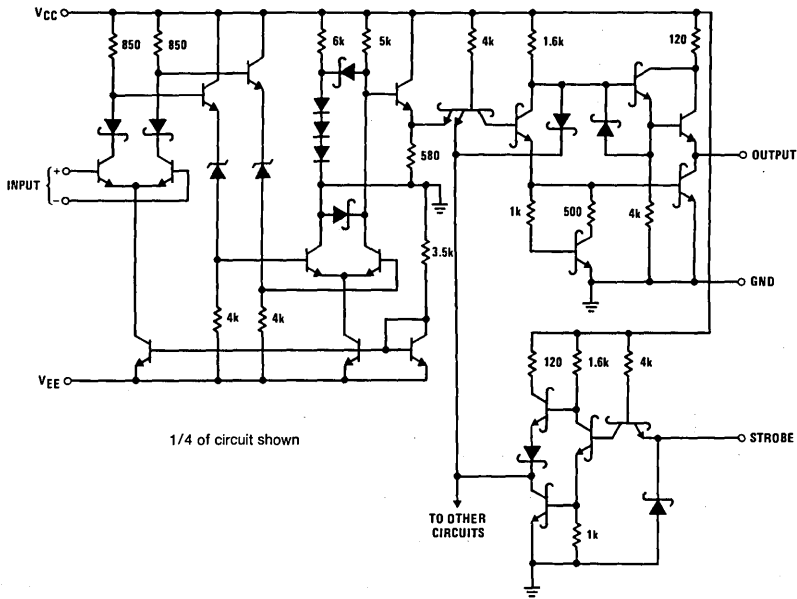 VCC
850
850
6k
5k
4k
1.6k
120
INPUT
+
−
580
OUTPUT
1k
500
4k
3.5k
GND
4k
4k
VEE
120
1.6k
4k
1/4 of circuit shown
STROBE
TO OTHER
CIRCUITS
1k